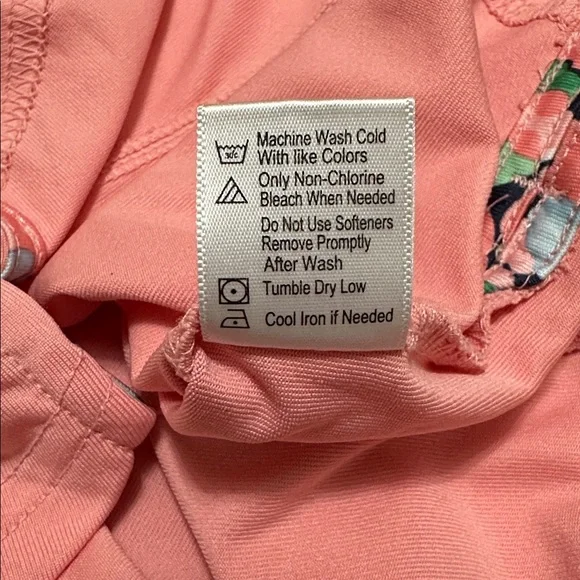 Machine Wash Cold
With like Colors
Only Non-Chlorine
Bleach When Needed
Do Not Use Softeners
Remove Promptly
After Wash
Tumble Dry Low
Cool Iron if Needed